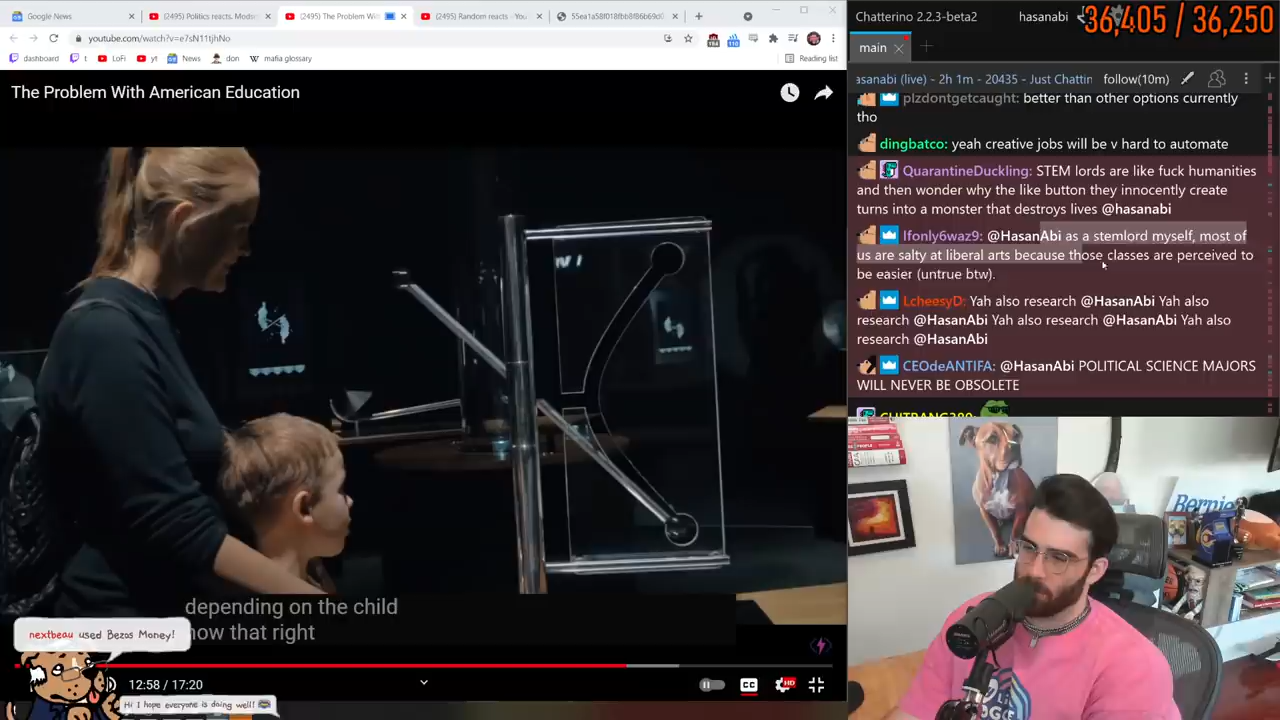 Google News
(2495) Politics reacts. Modern
(2495) The Problem With
(2495) Random reacts - You
55ea1a58f018fbb8f86b69d0
youtube.com/watch?v=e7sN11tjhNo
184
110
dashboard
t
LoFi
yt
News
don
mafia glossary
Reading list
The Problem With American Education
depending on the child
now that right
nextbeau used Bezos Money!
12:58 / 17:20
CC
HD
Hi I hope everyone is doing well!
Chatterino 2.2.3-beta2
hasanabi
36,405 / 36,250
main
asanabi (live) - 2h 1m - 20435 - Just Chattin
follow(10m)
plzdontgetcaught: better than other options currently
tho
dingbatco: yeah creative jobs will be v hard to automate
QuarantineDuckling: STEM lords are like fuck humanities
and then wonder why the like button they innocently create
turns into a monster that destroys lives @hasanabi
Ifonly6waz9: @HasanAbi as a stemlord myself, most of
us are salty at liberal arts because those classes are perceived to
be easier (untrue btw).
LcheesyD: Yah also research @HasanAbi Yah also
research @HasanAbi Yah also research @HasanAbi Yah also
research @HasanAbi
CEOdeANTIFA: @HasanAbi POLITICAL SCIENCE MAJORS
WILL NEVER BE OBSOLETE
Bernie